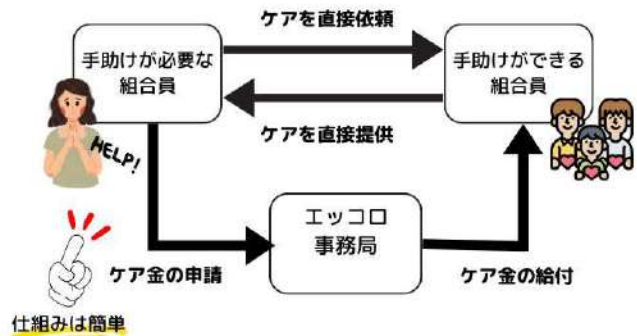 ケアを直接依頼
手助けが必要な
組合員
手助けができる
組合員
ケアを直接提供
HELP!
エッコロ
事務局
ケア金の申請
ケア金の給付
仕組みは簡単